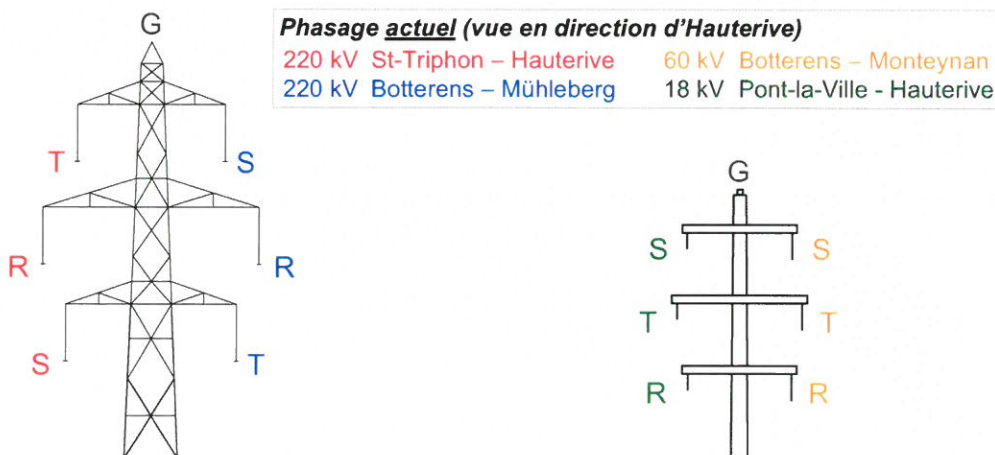 Phasage actuel (vue en direction d'Hauterive)
220 kV St-Triphon – Hauterive 60 kV Botterens – Monteynan
220 kV Botterens – Mühleberg 18 kV Pont-la-Ville - Hauterive
G
T S
R R
S T
G
S S
T T
R R